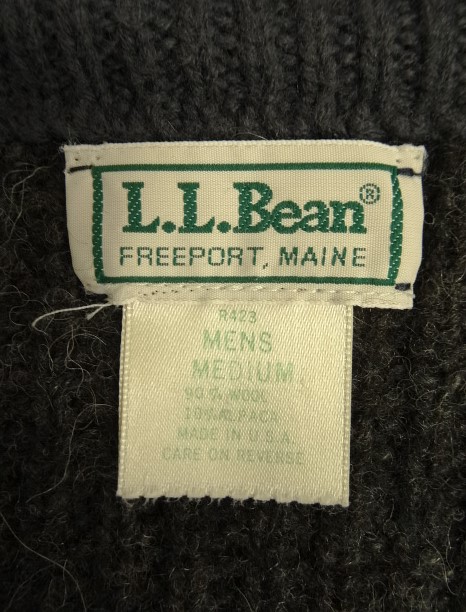 L.L.Bean®
FREEPORT, MAINE
R423
MENS
MEDIUM
90% WOOL
10% ALPACA
MADE IN U.S.A.
CARE ON REVERSE